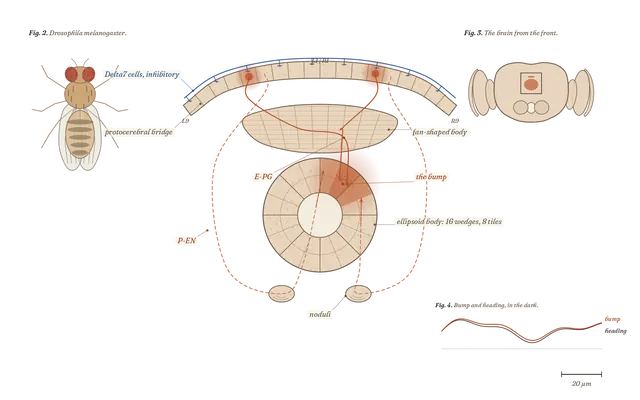 Fig. 2. Drosophila melanogaster.
Fig. 3. The brain from the front.
Delta7 cells, inhibitory
protocerebral bridge
L9
R9
fan-shaped body
E-PG
the bump
ellipsoid body: 16 wedges, 8 tiles
P-EN
noduli
Fig. 4. Bump and heading, in the dark.
bump
heading
20 µm